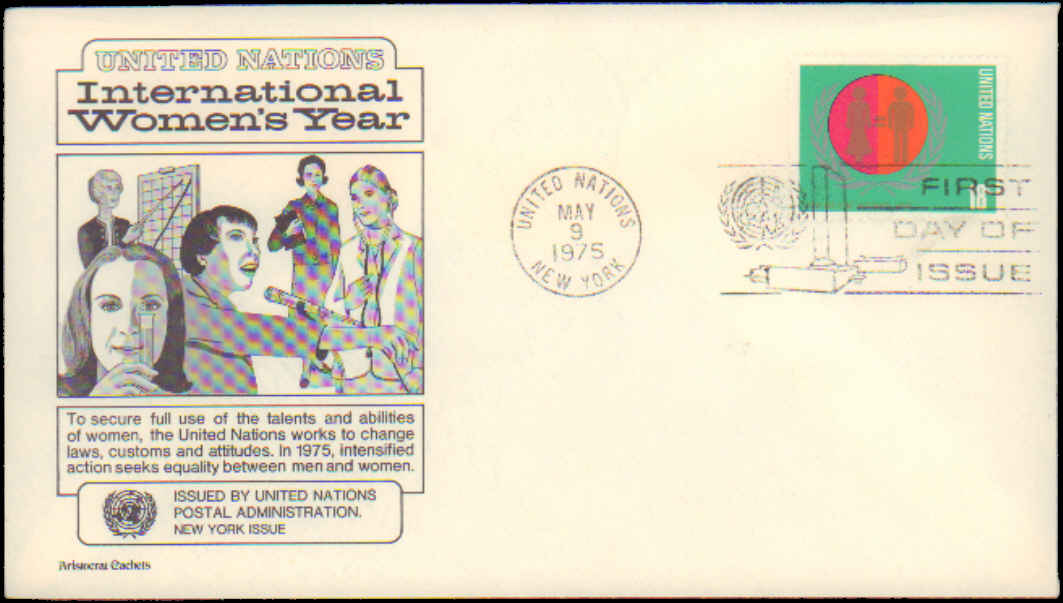 UNITED NATIONS
International
Women's Year
To secure full use of the talents and abilities
of women, the United Nations works to change
laws, customs and attitudes. In 1975, intensified
action seeks equality between men and women.
ISSUED BY UNITED NATIONS
POSTAL ADMINISTRATION.
NEW YORK ISSUE
Aristocrat Cachets
UNITED NATIONS
MAY
9
1975
NEW YORK
UNITED NATIONS
18
FIRST
DAY OF
ISSUE